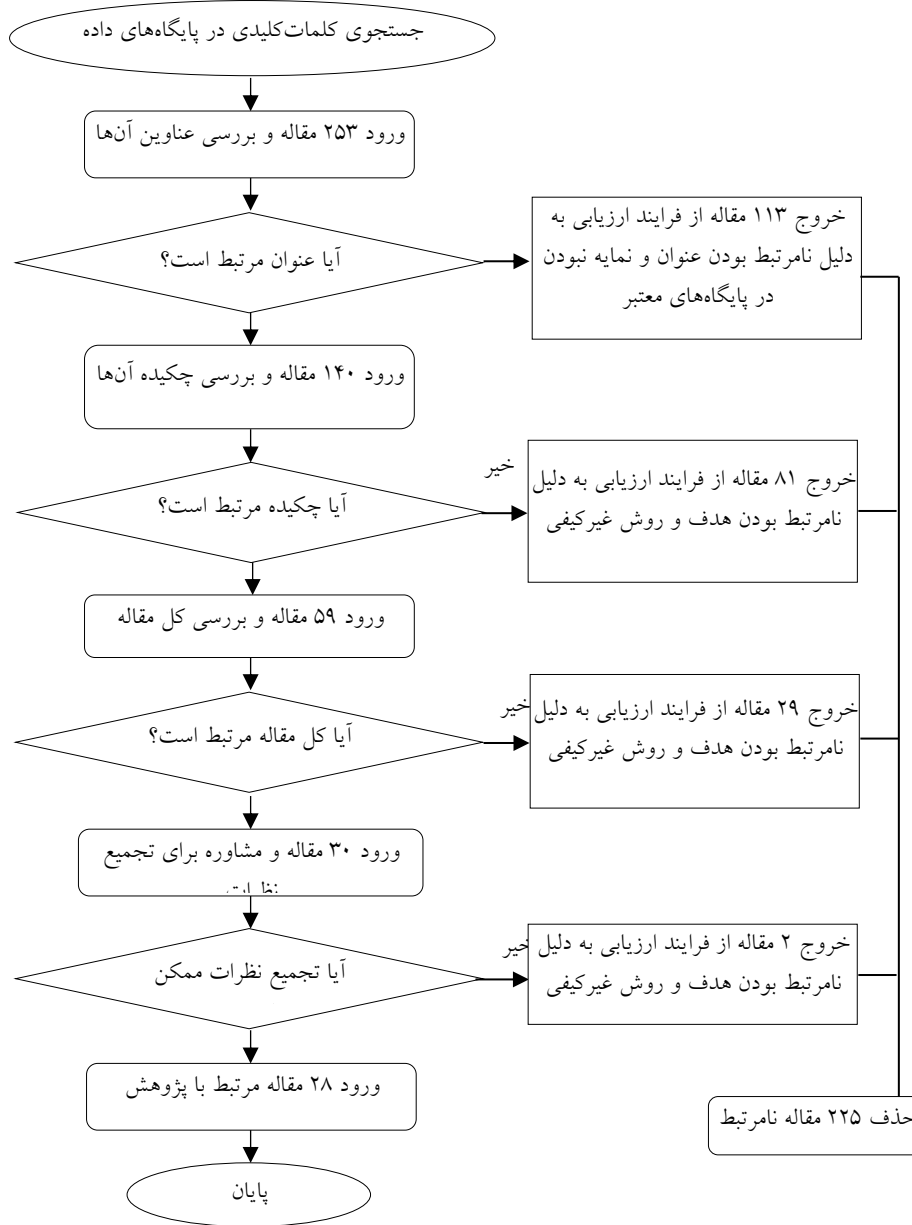 جستجوی کلمات‌کلیدی در پایگاه‌های داده
ورود ۲۵۳ مقاله و بررسی عناوین آن‌ها
آیا عنوان مرتبط است؟
خروج ۱۱۳ مقاله از فرایند ارزیابی به
دلیل نامرتبط بودن عنوان و نمایه نبودن
در پایگاه‌های معتبر
ورود ۱۴۰ مقاله و بررسی چکیده آن‌ها
آیا چکیده مرتبط است؟
خیر
خروج ۸۱ مقاله از فرایند ارزیابی به دلیل
نامرتبط بودن هدف و روش غیرکیفی
ورود ۵۹ مقاله و بررسی کل مقاله
آیا کل مقاله مرتبط است؟
خیر
خروج ۲۹ مقاله از فرایند ارزیابی به دلیل
نامرتبط بودن هدف و روش غیرکیفی
ورود ۳۰ مقاله و مشاوره برای تجمیع
نظرات
آیا تجمیع نظرات ممکن
خیر
خروج ۲ مقاله از فرایند ارزیابی به دلیل
نامرتبط بودن هدف و روش غیرکیفی
ورود ۲۸ مقاله مرتبط با پژوهش
حذف ۲۲۵ مقاله نامرتبط
پایان